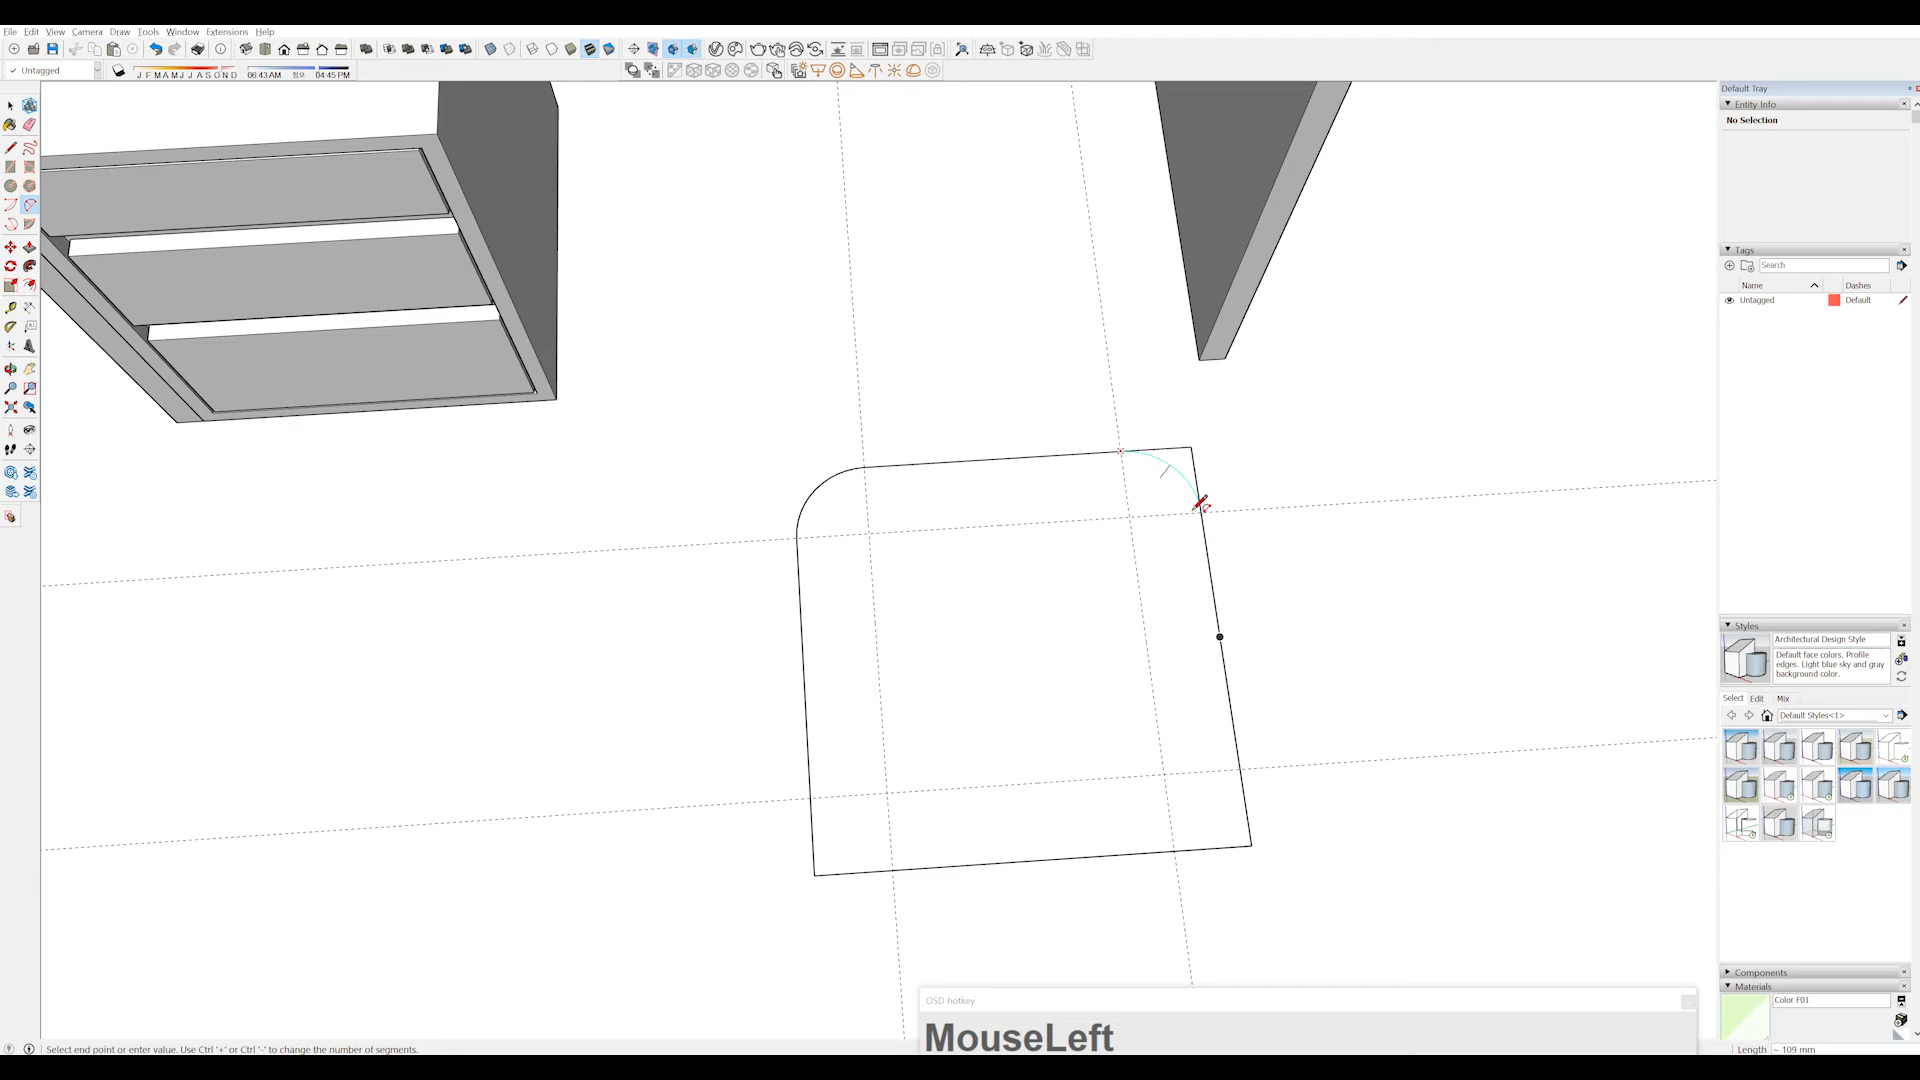 File Edit View Camera Draw Tools Window Extensions Help
Untagged
J F M A M J J A S O N D 06:43 AM 정오 04:45 PM
Default Tray
Entity Info
No Selection
Tags
Search
Name Dashes
Untagged Default
Styles
Architectural Design Style
Default face colors. Profile
edges. Light blue sky and gray
background color.
Select Edit Mix
Default Styles<1>
Components
Materials
Color F01
OSD hotkey
MouseLeft
Select end point or enter value. Use Ctrl '+' or Ctrl '-' to change the number of segments.
Length ~ 109 mm